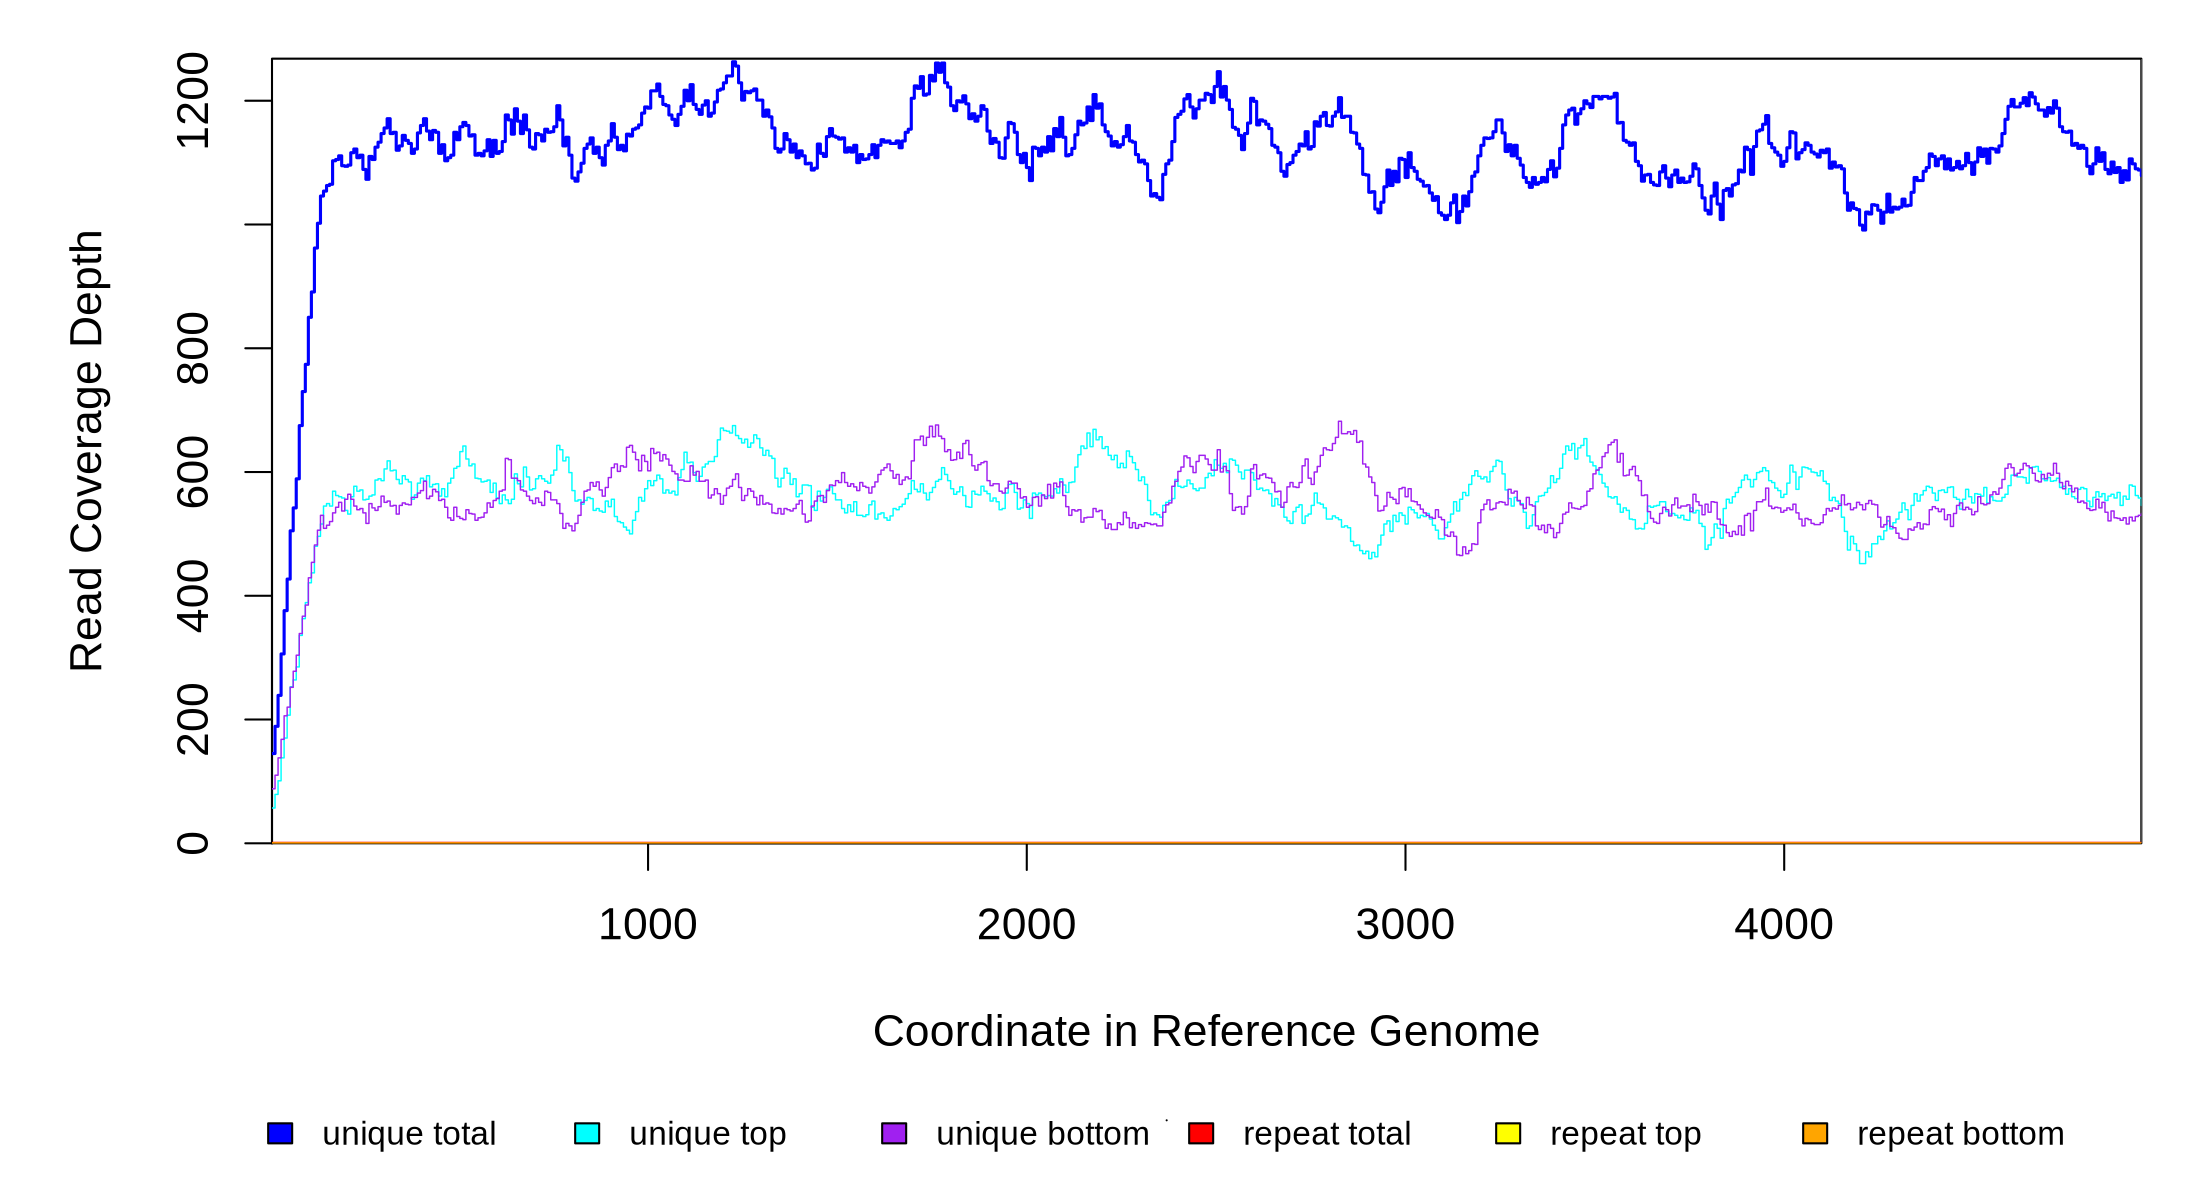 Read Coverage Depth
1200
800
600
400
200
0
1000 2000 3000 4000
Coordinate in Reference Genome
unique total unique top unique bottom repeat total repeat top repeat bottom